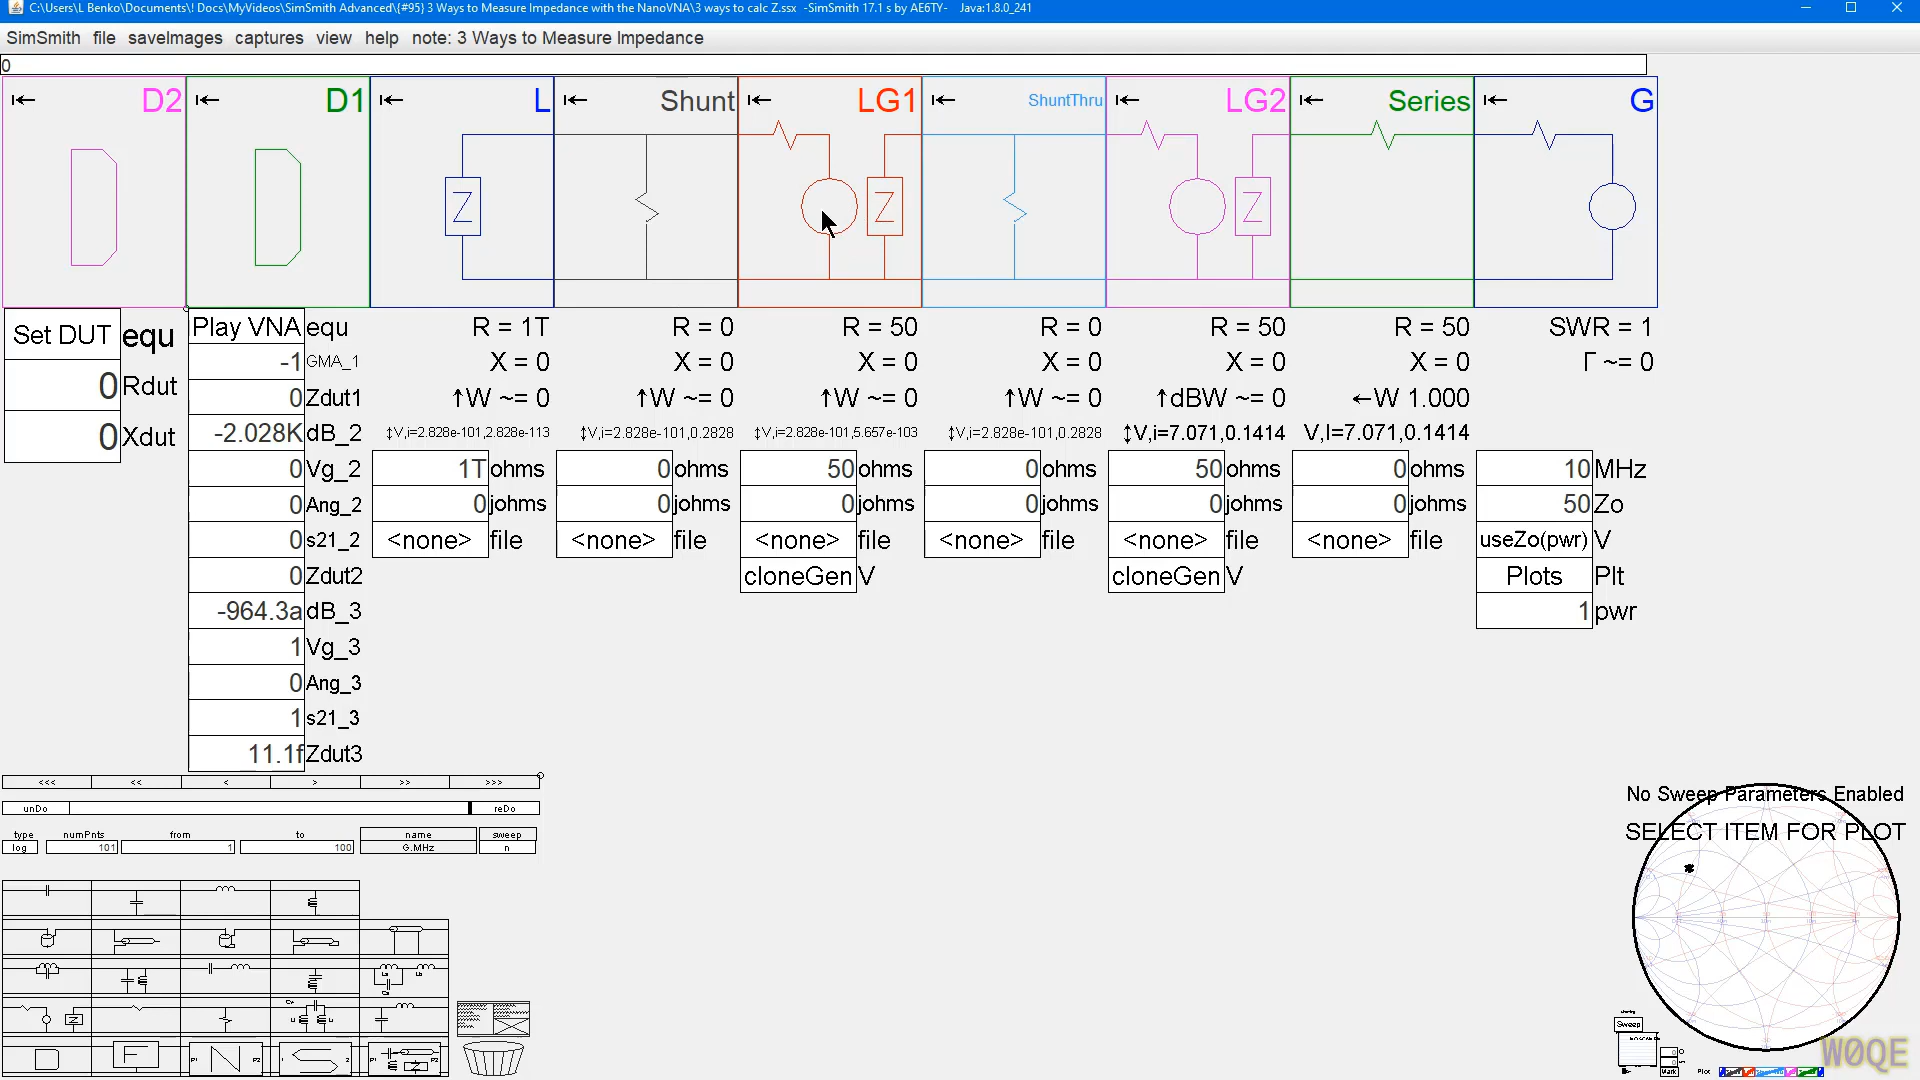 C:\Users\L Benko\Documents\! Docs\MyVideos\SimSmith Advanced\{#95} 3 Ways to Measure Impedance with the NanoVNA\3 ways to calc Z.ssx -SimSmith 17.1 s by AE6TY- Java:1.8.0_241
SimSmith file saveImages captures view help note: 3 Ways to Measure Impedance
0
D2 D1 L Shunt LG1 ShuntThru LG2 Series G
Z Z Z
Set DUT equ
0 Rdut
0 Xdut
Play VNA equ
-1 GMA_1
0 Zdut1
-2.028K dB_2
0 Vg_2
0 Ang_2
0 s21_2
0 Zdut2
-964.3a dB_3
1 Vg_3
0 Ang_3
1 s21_3
11.1f Zdut3
R = 1T
X = 0
↑W ~= 0
↕V,i=2.828e-101,2.828e-113
1T ohms
0 johms
<none> file
R = 0
X = 0
↑W ~= 0
↕V,i=2.828e-101,0.2828
0 ohms
0 johms
<none> file
R = 50
X = 0
↑W ~= 0
↕V,i=2.828e-101,5.657e-103
50 ohms
0 johms
<none> file
cloneGen V
R = 0
X = 0
↑W ~= 0
↕V,i=2.828e-101,0.2828
0 ohms
0 johms
<none> file
R = 50
X = 0
↑dBW ~= 0
↕V,i=7.071,0.1414
50 ohms
0 johms
<none> file
cloneGen V
R = 50
X = 0
←W 1.000
V,I=7.071,0.1414
0 ohms
0 johms
<none> file
SWR = 1
Γ ~= 0
10 MHz
50 Zo
useZo(pwr) V
Plots Plt
1 pwr
<<< << < > >> >>>
unDo reDo
type numPnts from to name sweep
log 101 1 100 G.MHz n
No Sweep Parameters Enabled
SELECT ITEM FOR PLOT
Sweep
Mark
Plot
W0QE